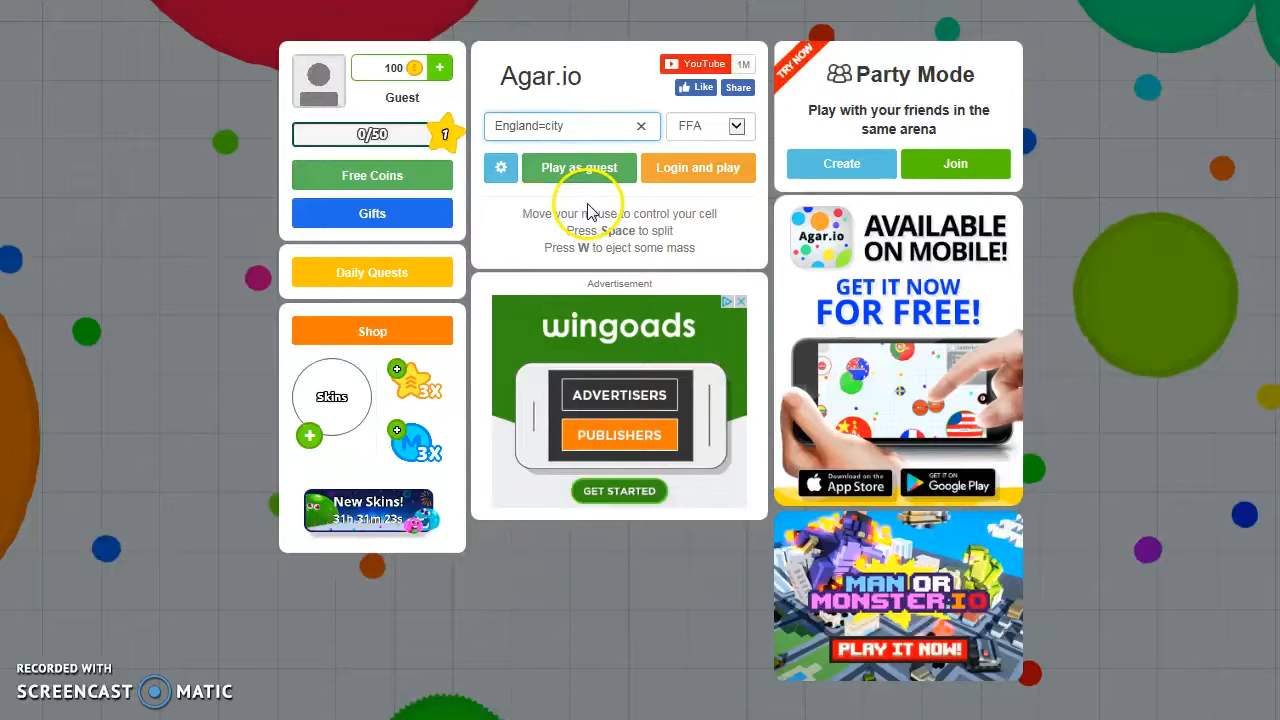 100
+
Guest
0/50
1
Free Coins
Gifts
Daily Quests
Shop
Skins
3X
M
3X
New Skins!
31h 31m 23s
Agar.io
YouTube 1M
Like Share
England=city
FFA
Play as guest Login and play
Move your mouse to control your cell
Press Space to split
Press W to eject some mass
Advertisement
wingoads
ADVERTISERS
PUBLISHERS
GET STARTED
TRY NOW
Party Mode
Play with your friends in the
same arena
Create Join
Agar.io
AVAILABLE
ON MOBILE!
GET IT NOW
FOR FREE!
Download on the
App Store
GET IT ON
Google Play
MAN OR
MONSTER.IO
PLAY IT NOW!
RECORDED WITH
SCREENCAST MATIC